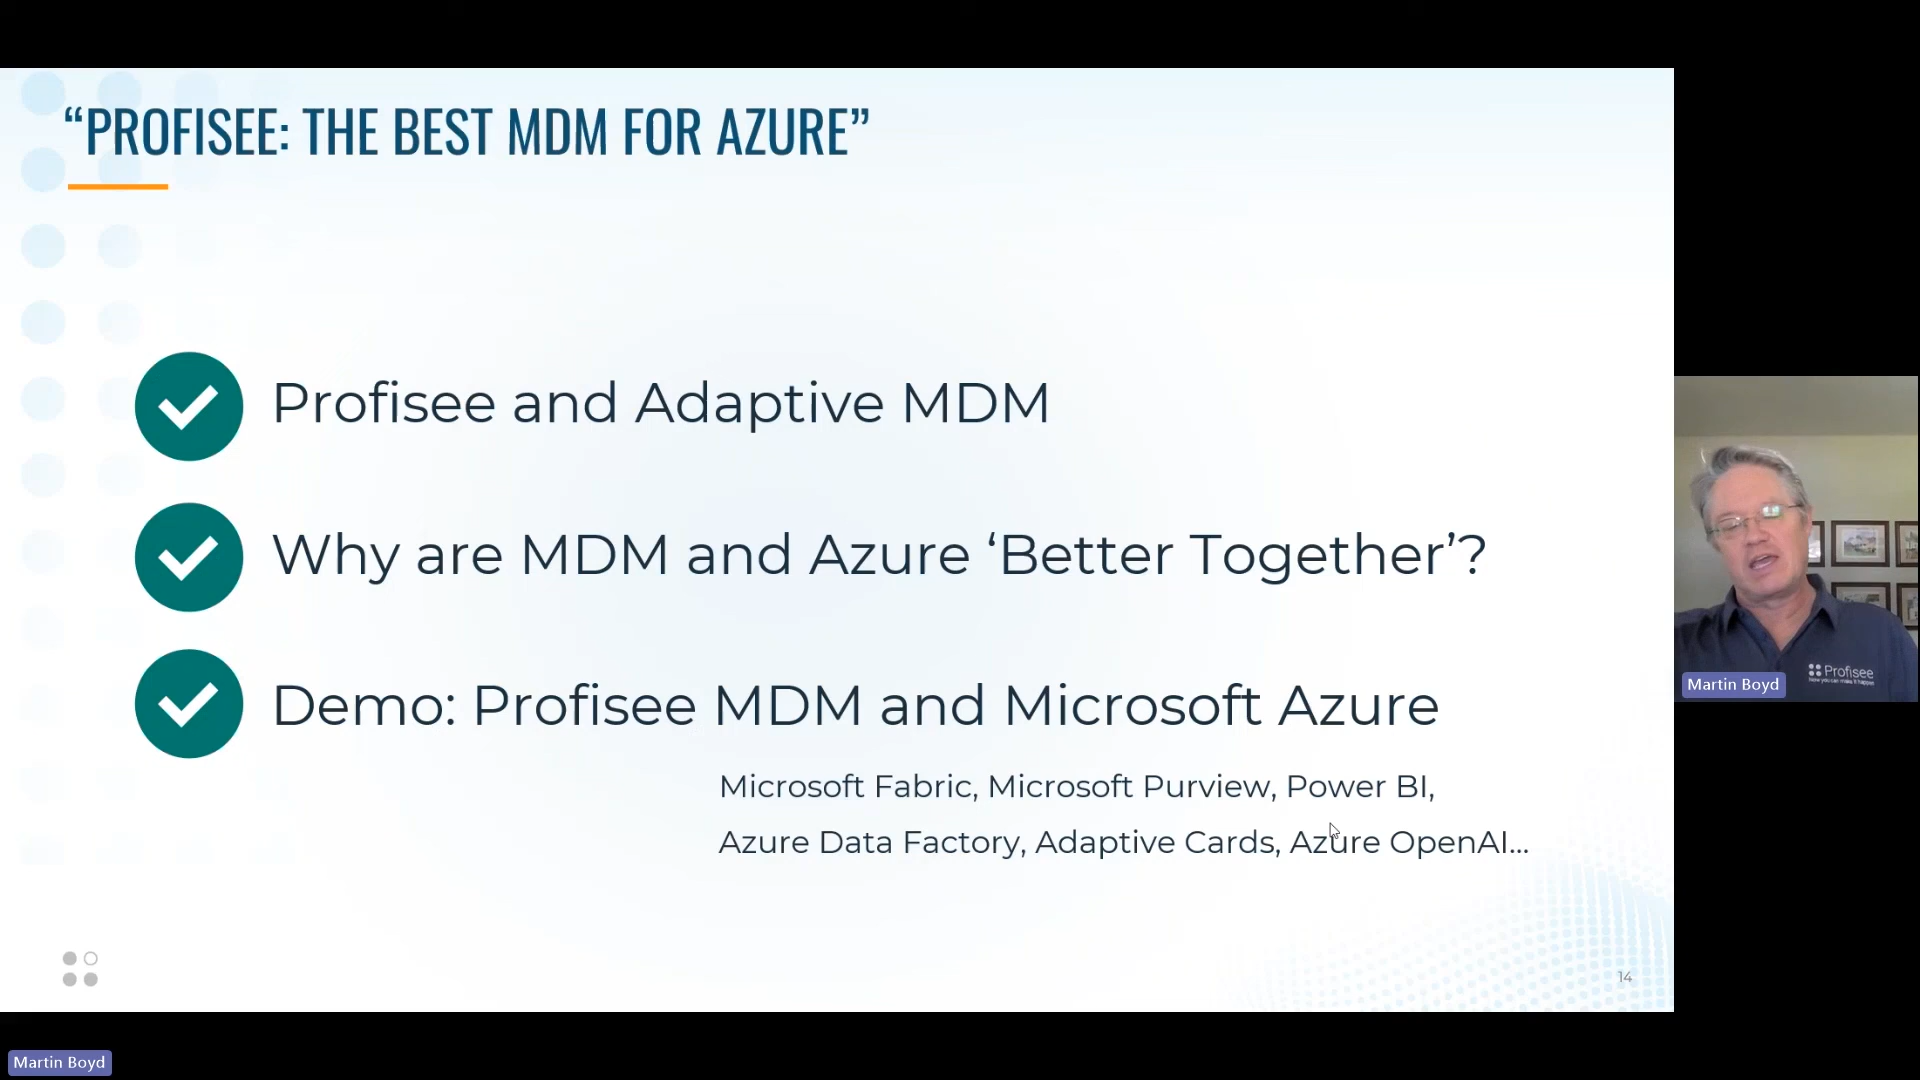 “PROFISEE: THE BEST MDM FOR AZURE”
Profisee and Adaptive MDM
Why are MDM and Azure ‘Better Together’?
Demo: Profisee MDM and Microsoft Azure
Microsoft Fabric, Microsoft Purview, Power BI,
Azure Data Factory, Adaptive Cards, Azure OpenAI...
14
Profisee
Martin Boyd
Martin Boyd